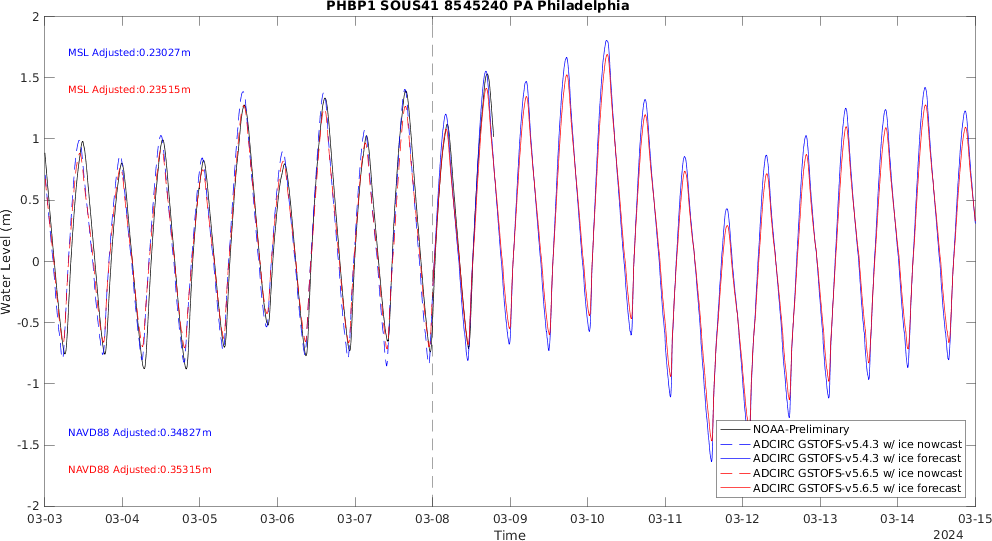 PHBP1 SOUS41 8545240 PA Philadelphia
2
1.5
1
0.5
0
-0.5
-1
-1.5
-2
Water Level (m)
MSL Adjusted:0.23027m
MSL Adjusted:0.23515m
NAVD88 Adjusted:0.34827m
NAVD88 Adjusted:0.35315m
NOAA-Preliminary
ADCIRC GSTOFS-v5.4.3 w/ ice nowcast
ADCIRC GSTOFS-v5.4.3 w/ ice forecast
ADCIRC GSTOFS-v5.6.5 w/ ice nowcast
ADCIRC GSTOFS-v5.6.5 w/ ice forecast
03-03 03-04 03-05 03-06 03-07 03-08 03-09 03-10 03-11 03-12 03-13 03-14 03-15
Time
2024